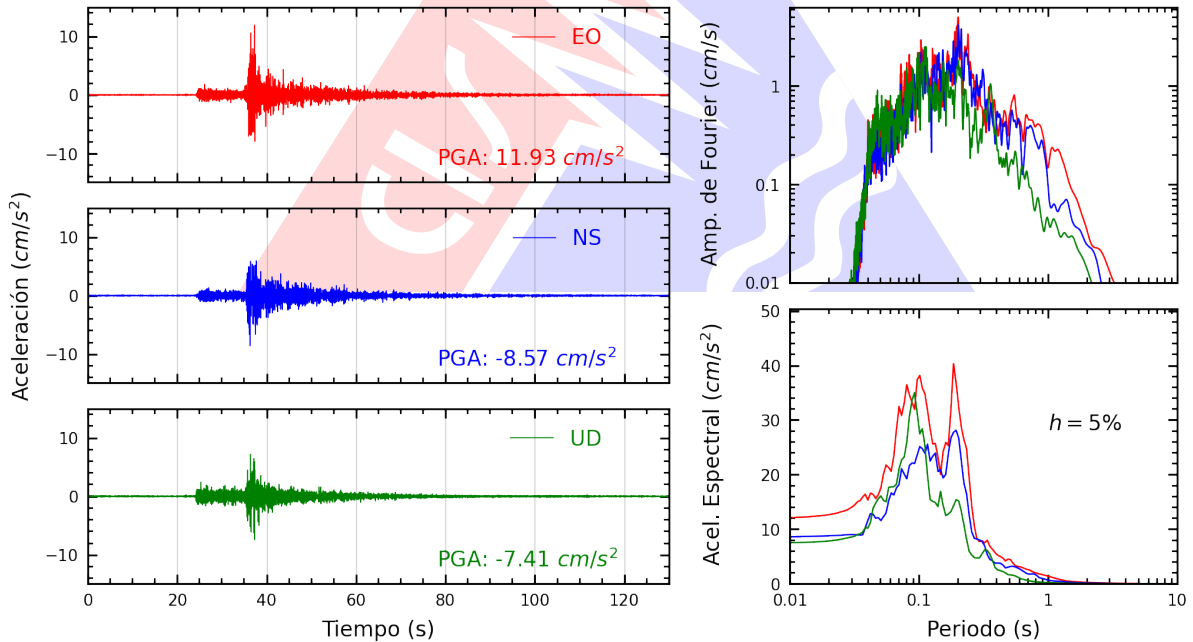 Aceleración (cm/s²)
10
0
−10
EO
PGA: 11.93 cm/s²
10
0
−10
NS
PGA: -8.57 cm/s²
10
0
−10
UD
PGA: -7.41 cm/s²
0 20 40 60 80 100 120
Tiempo (s)
Amp. de Fourier (cm/s)
1
0.1
0.01
Acel. Espectral (cm/s²)
50
40
30
20
10
0
h = 5%
0.01 0.1 1 10
Periodo (s)